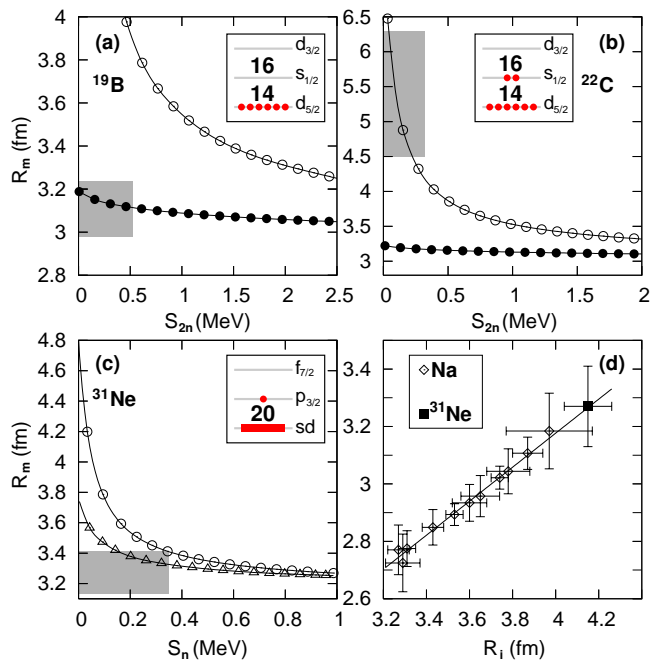 (a)
19B
16
14
d3/2
s1/2
d5/2
4
3.8
3.6
3.4
3.2
3
2.8
Rm (fm)
0 0.5 1 1.5 2 2.5
S2n (MeV)
(b)
22C
16
14
d3/2
s1/2
d5/2
6.5
6
5.5
5
4.5
4
3.5
3
0 0.5 1 1.5 2
S2n (MeV)
(c)
31Ne
20
f7/2
p3/2
sd
4.8
4.6
4.4
4.2
4
3.8
3.6
3.4
3.2
Rm (fm)
0 0.2 0.4 0.6 0.8 1
Sn (MeV)
(d)
Na
31Ne
3.4
3.2
3
2.8
2.6
3.2 3.4 3.6 3.8 4 4.2
Ri (fm)